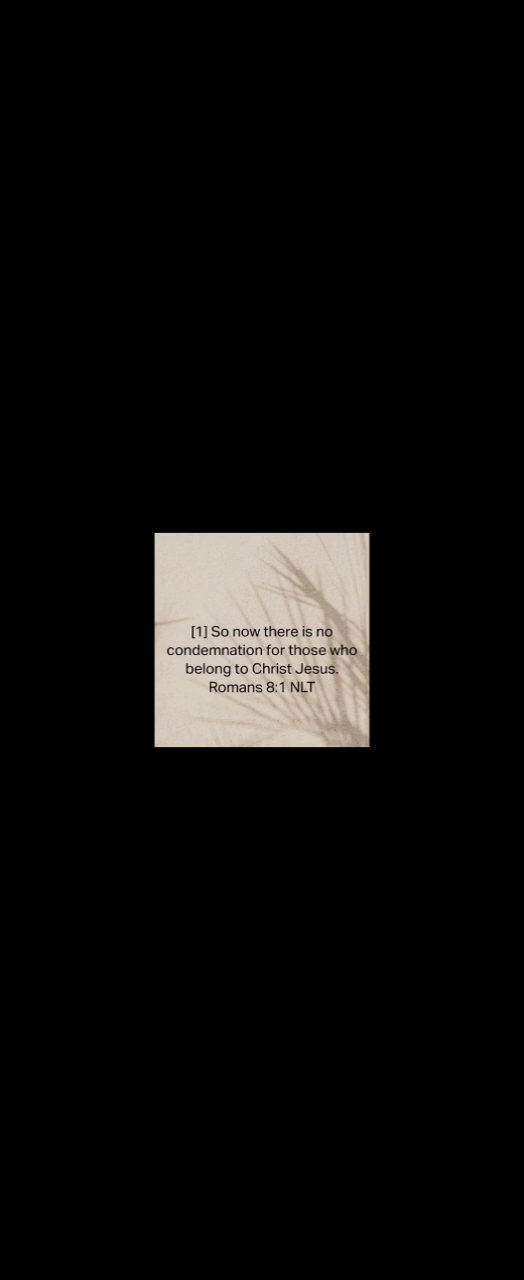 [1] So now there is no
condemnation for those who
belong to Christ Jesus.
Romans 8:1 NLT